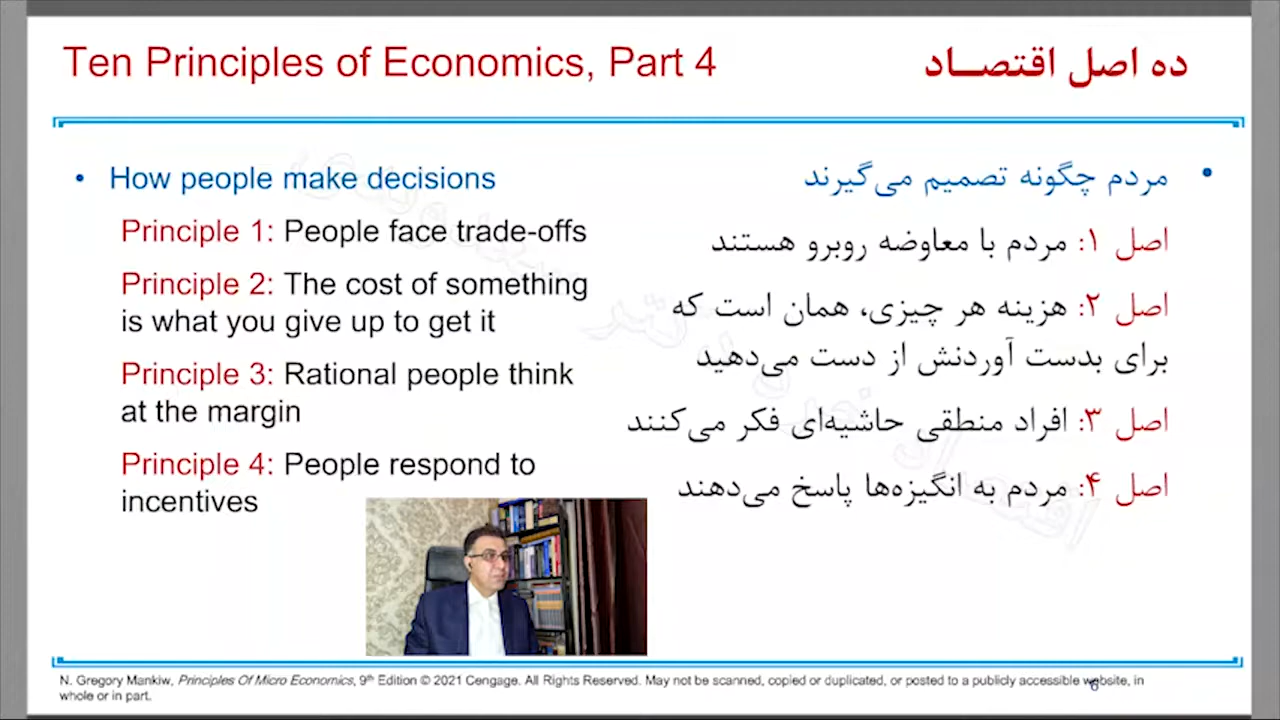 Ten Principles of Economics, Part 4
ده اصل اقتصاد
• How people make decisions
Principle 1: People face trade-offs
Principle 2: The cost of something
is what you give up to get it
Principle 3: Rational people think
at the margin
Principle 4: People respond to
incentives
• مردم چگونه تصمیم می‌گیرند
اصل ۱: مردم با معاوضه روبرو هستند
اصل ۲: هزینه هر چیزی، همان است که
برای بدست آوردنش از دست می‌دهید
اصل ۳: افراد منطقی حاشیه‌ای فکر می‌کنند
اصل ۴: مردم به انگیزه‌ها پاسخ می‌دهند
N. Gregory Mankiw, Principles Of Micro Economics, 9th Edition © 2021 Cengage. All Rights Reserved. May not be scanned, copied or duplicated, or posted to a publicly accessible website, in
whole or in part.
6